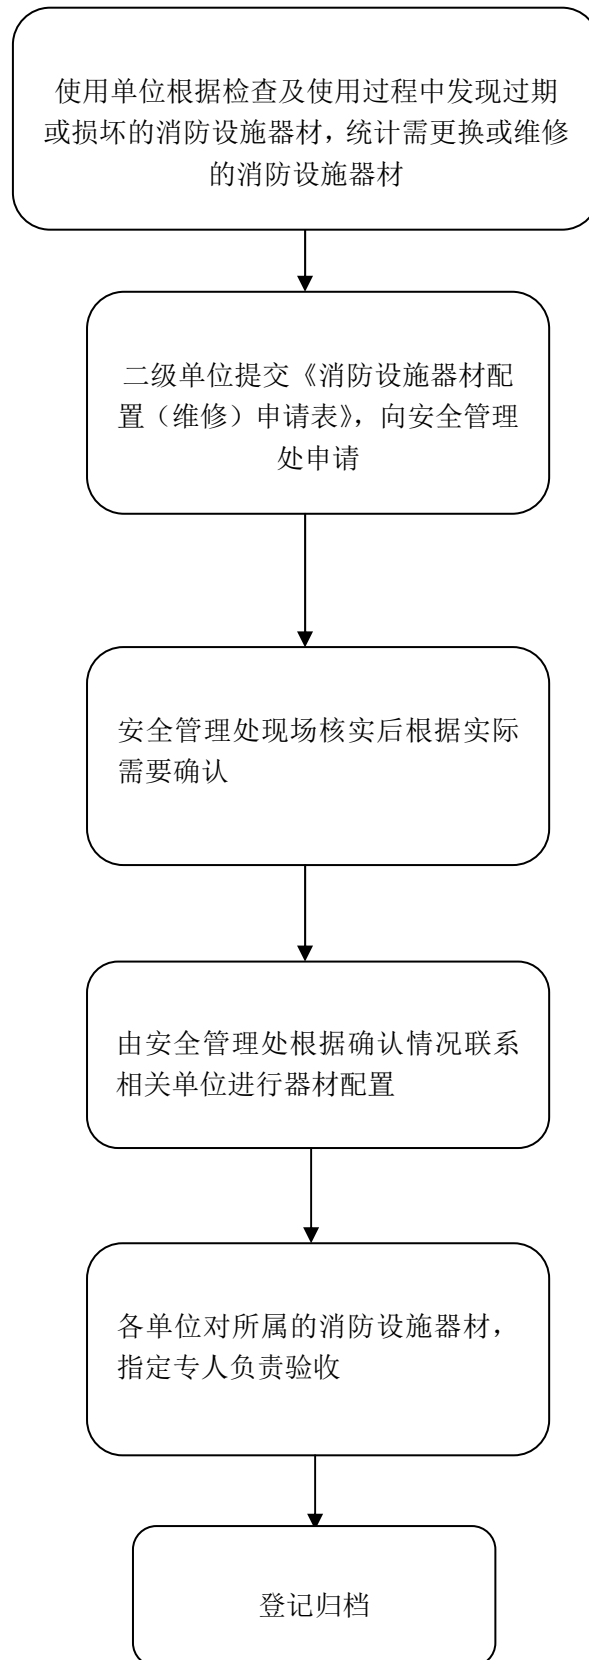 使用单位根据检查及使用过程中发现过期
或损坏的消防设施器材，统计需更换或维修
的消防设施器材
二级单位提交《消防设施器材配
置（维修）申请表》，向安全管理
处申请
安全管理处现场核实后根据实际
需要确认
由安全管理处根据确认情况联系
相关单位进行器材配置
各单位对所属的消防设施器材，
指定专人负责验收
登记归档